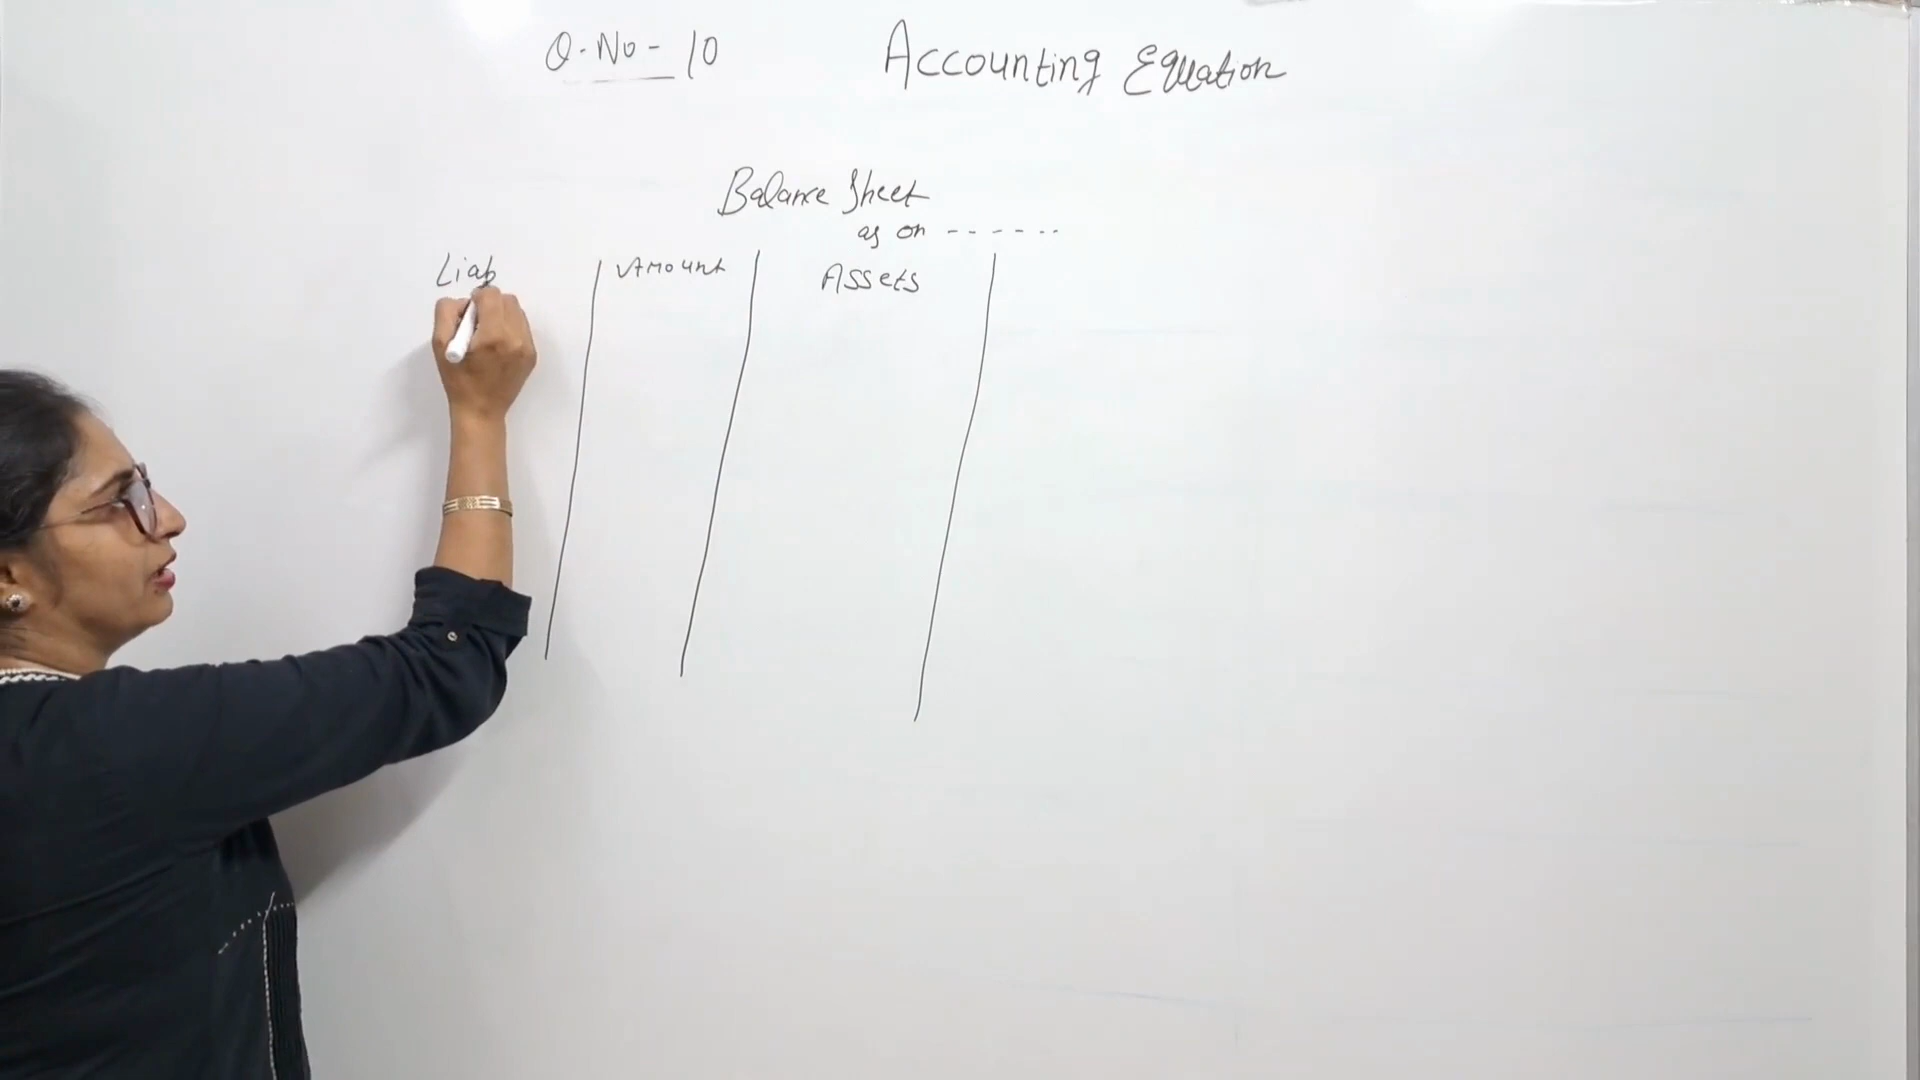 Q. No - 10 Accounting Equation
Balance Sheet
as on ------
Liab Amount Assets